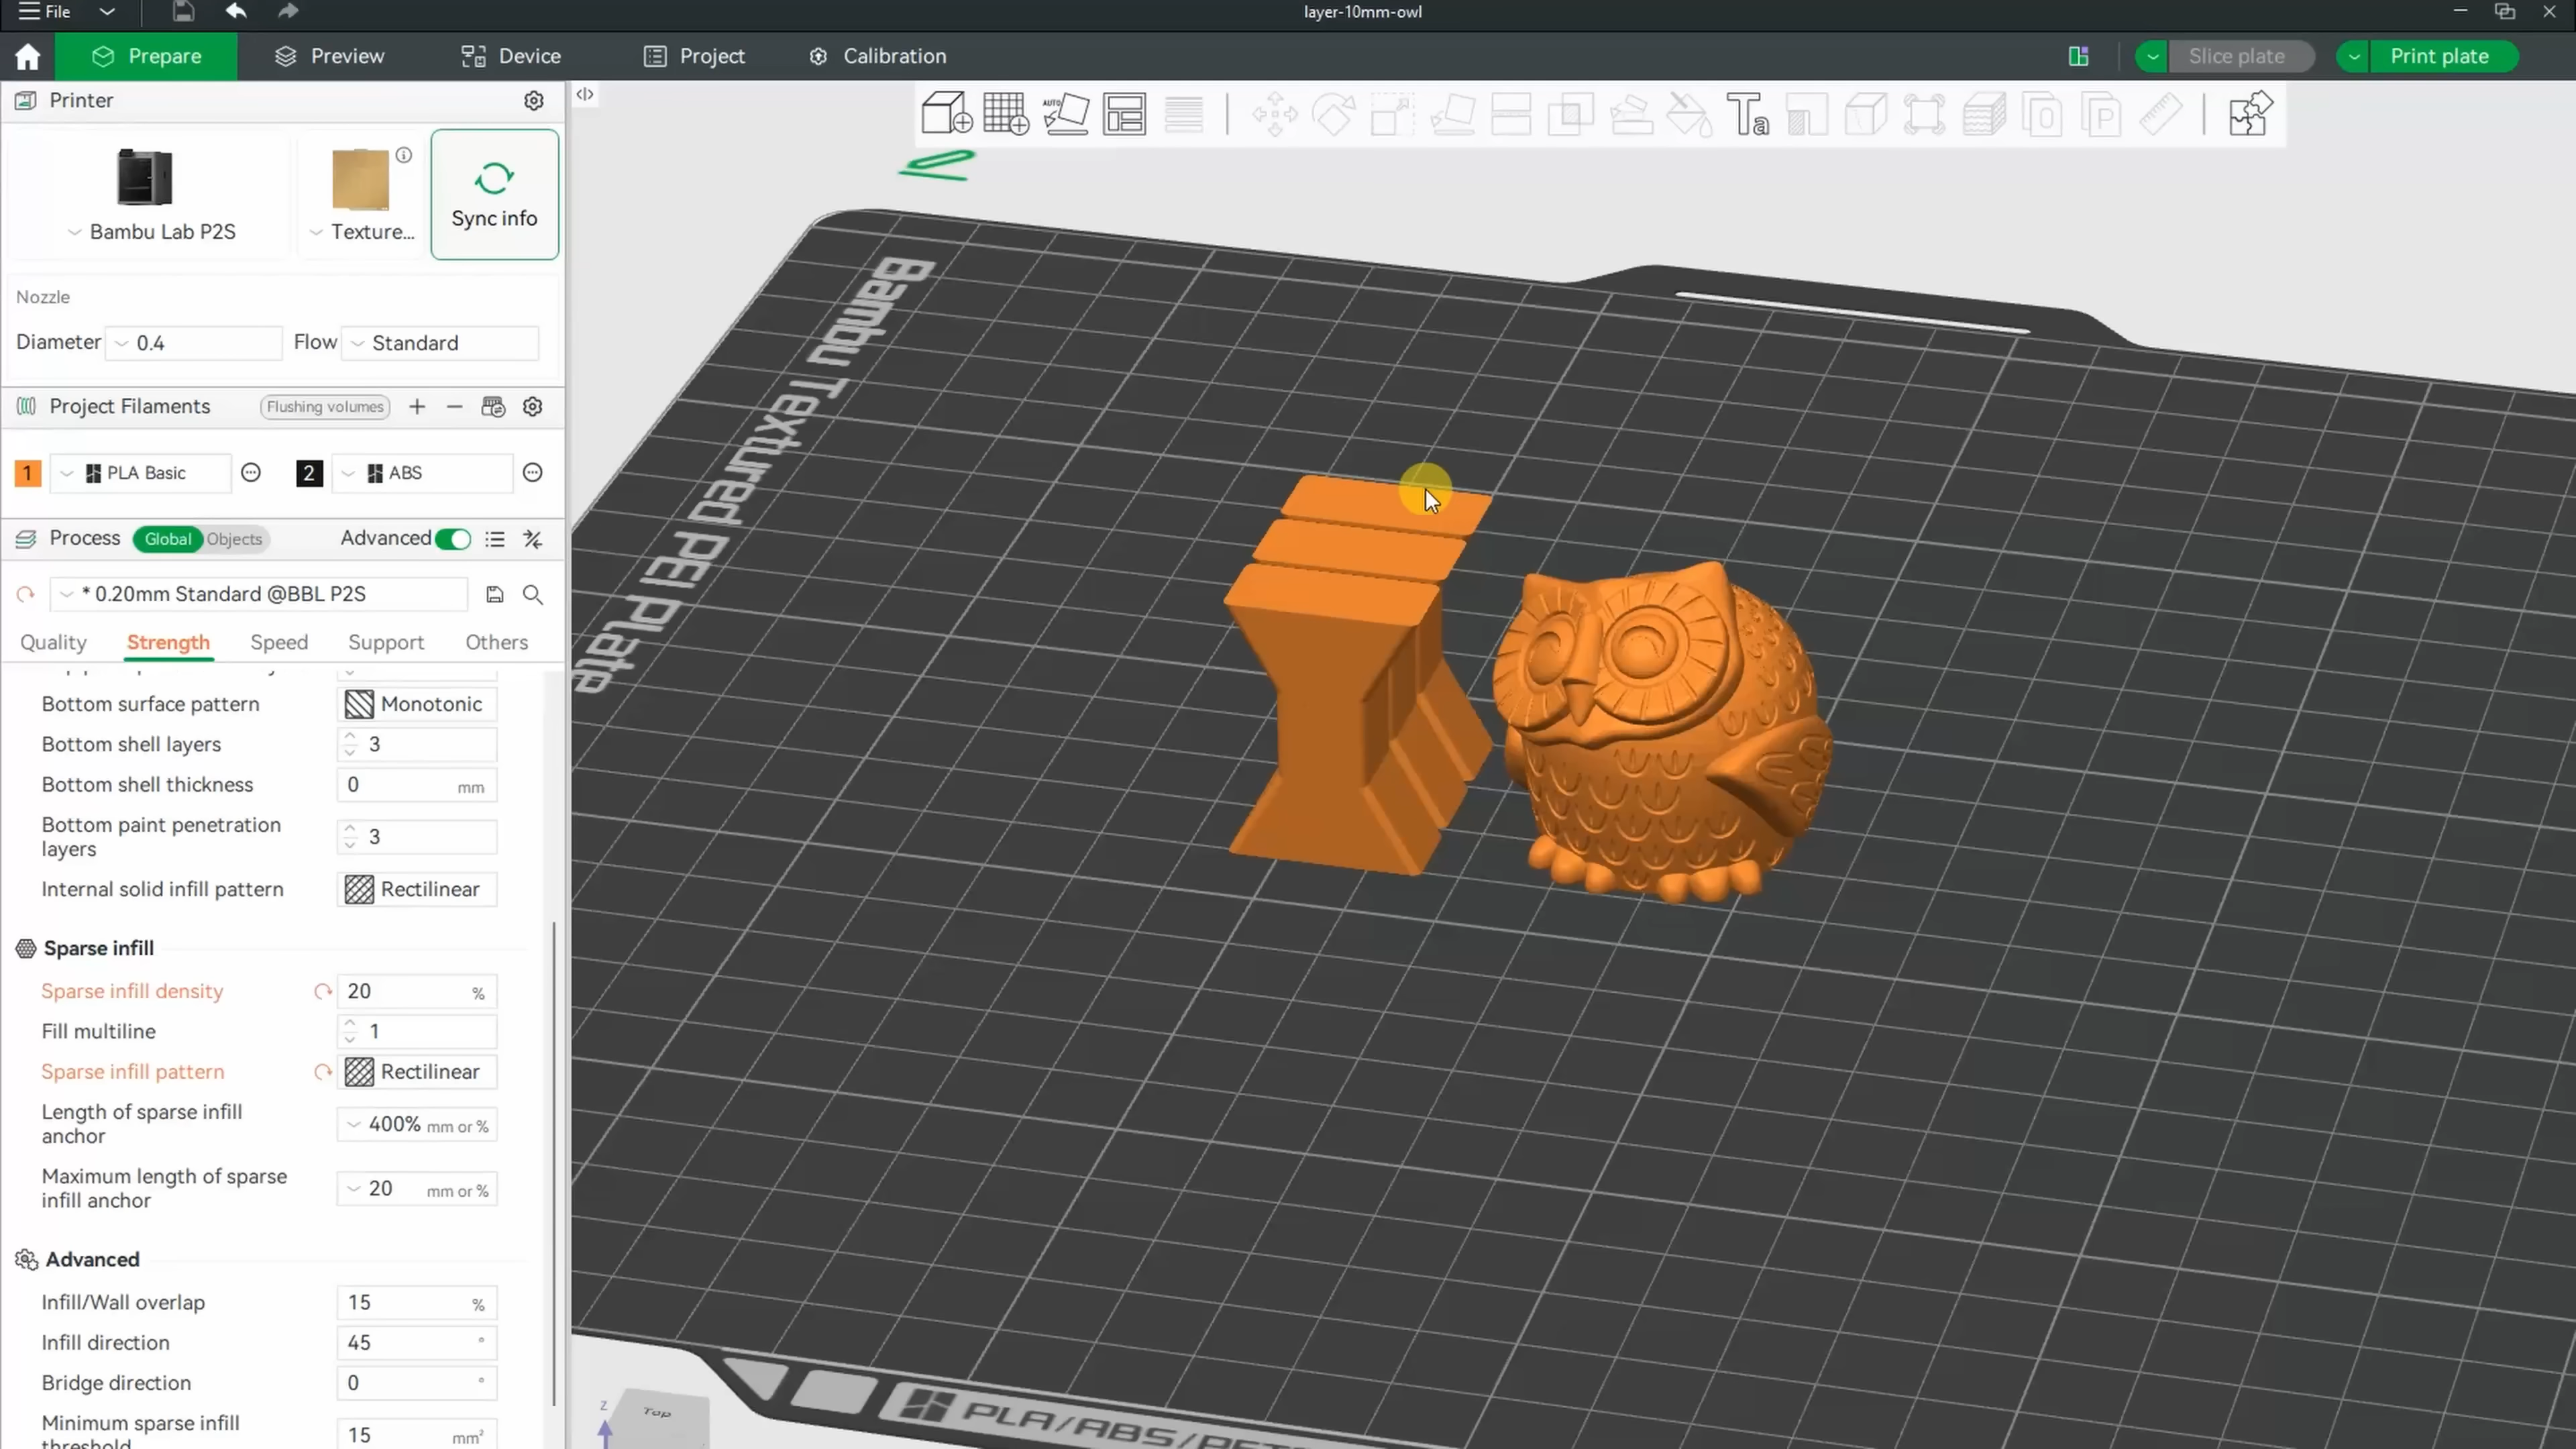 File
layer-10mm-owl
Prepare
Preview
Device
Project
Calibration
Slice plate
Print plate
Printer
Bambu Lab P2S
Texture...
Sync info
Nozzle
Diameter 0.4 Flow Standard
Project Filaments Flushing volumes
1 PLA Basic 2 ABS
Process Global Objects Advanced
* 0.20mm Standard @BBL P2S
Quality Strength Speed Support Others
Bottom surface pattern Monotonic
Bottom shell layers 3
Bottom shell thickness 0 mm
Bottom paint penetration
layers 3
Internal solid infill pattern Rectilinear
Sparse infill
Sparse infill density 20 %
Fill multiline 1
Sparse infill pattern Rectilinear
Length of sparse infill
anchor 400% mm or %
Maximum length of sparse
infill anchor 20 mm or %
Advanced
Infill/Wall overlap 15 %
Infill direction 45 °
Bridge direction 0 °
Minimum sparse infill
threshold 15 mm²
AUTO
Ta
O
P
Bambu Textured PEI Plate
Z
Top
PLA/ABS/PET